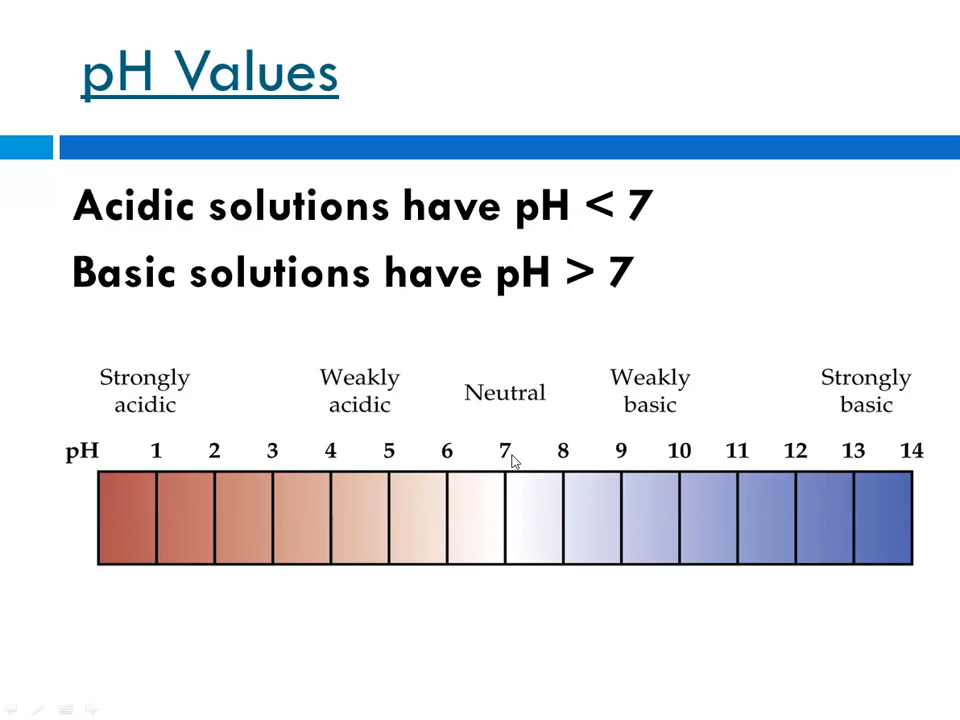 pH Values
Acidic solutions have pH < 7
Basic solutions have pH > 7
Strongly acidic
Weakly acidic
Neutral
Weakly basic
Strongly basic
pH 1 2 3 4 5 6 7 8 9 10 11 12 13 14